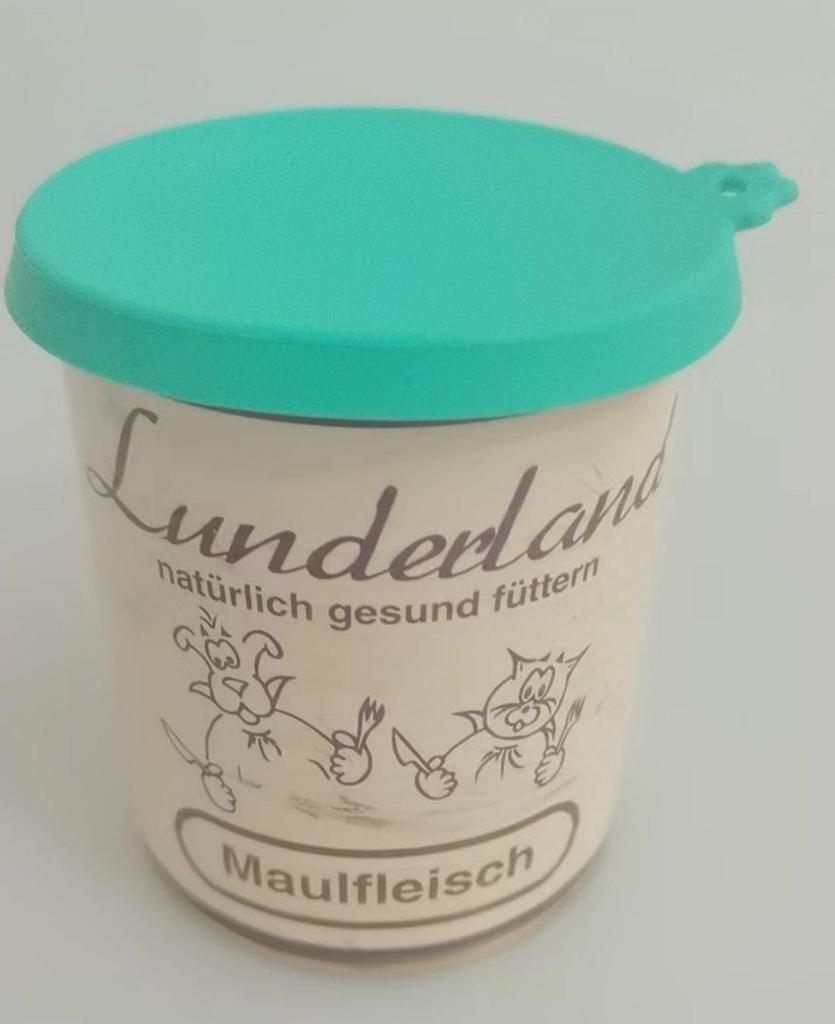 Lunderland
natürlich gesund füttern
Maulfleisch